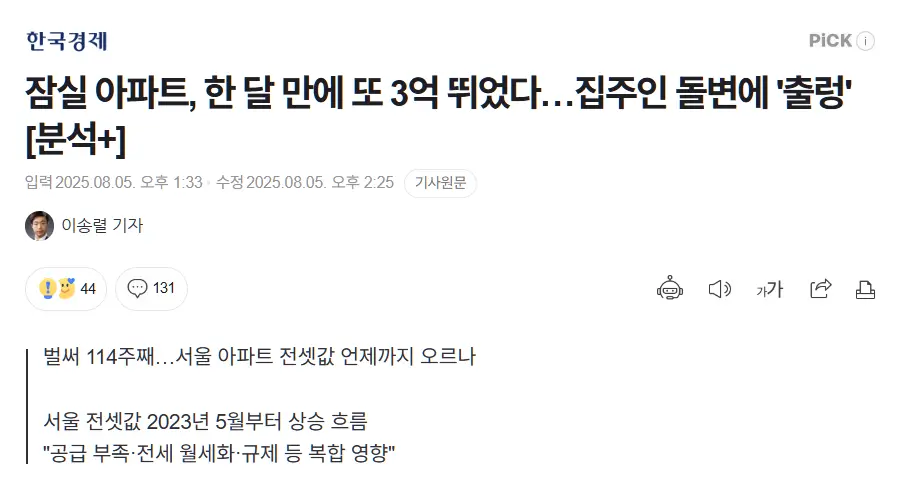 한국경제
PiCK i
잠실 아파트, 한 달 만에 또 3억 뛰었다…집주인 돌변에 '출렁'
[분석+]
입력 2025.08.05. 오후 1:33 · 수정 2025.08.05. 오후 2:25 기사원문
이송렬 기자
44 131
가가
벌써 114주째…서울 아파트 전셋값 언제까지 오르나
서울 전셋값 2023년 5월부터 상승 흐름
"공급 부족·전세 월세화·규제 등 복합 영향"